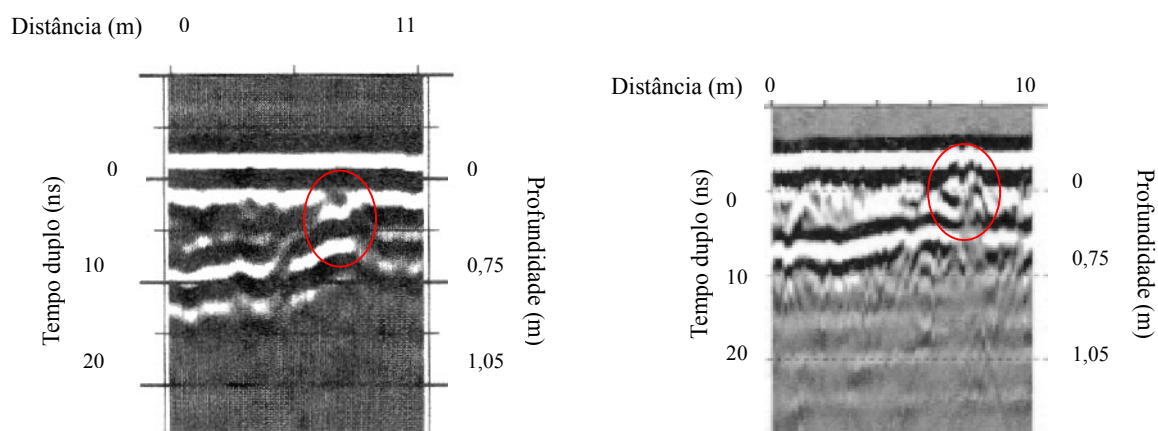 Distância (m) 0 11
Tempo duplo (ns)
0
10
20
0
0,75
1,05
Profundidade (m)
Distância (m) 0 10
Tempo duplo (ns)
0
10
20
0
0,75
1,05
Profundidade (m)